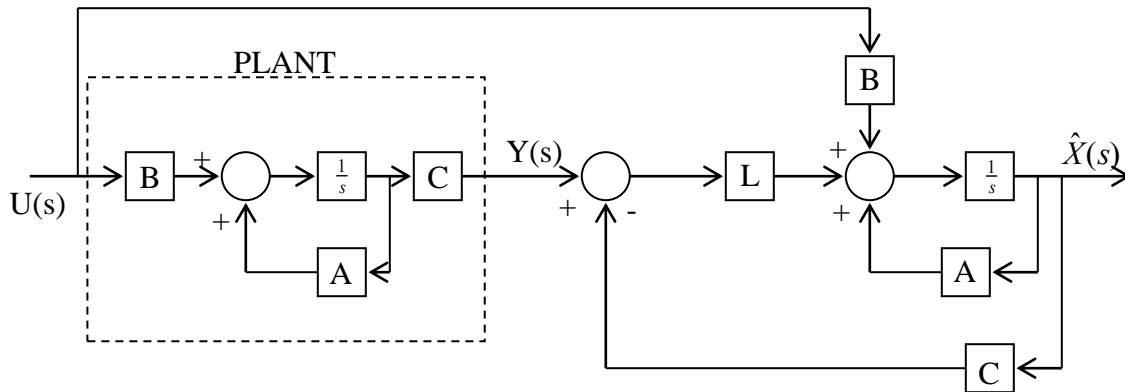 B
PLANT
B
+
1/s
C
Y(s)
L
+
1/s
X̂(s)
U(s)
+
A
+
-
+
A
C